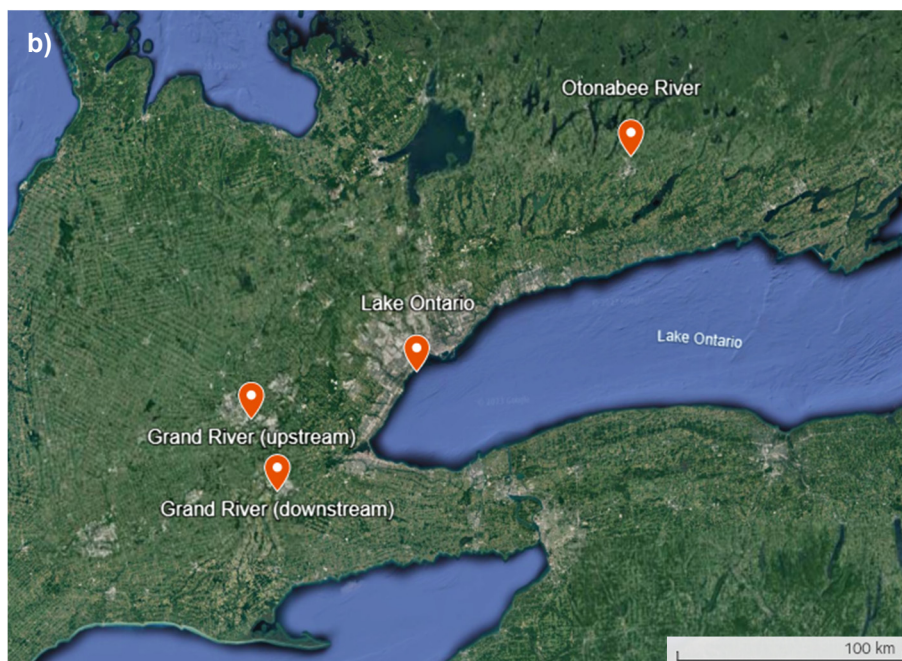 b)
Otonabee River
Lake Ontario
Lake Ontario
Grand River (upstream)
Grand River (downstream)
100 km